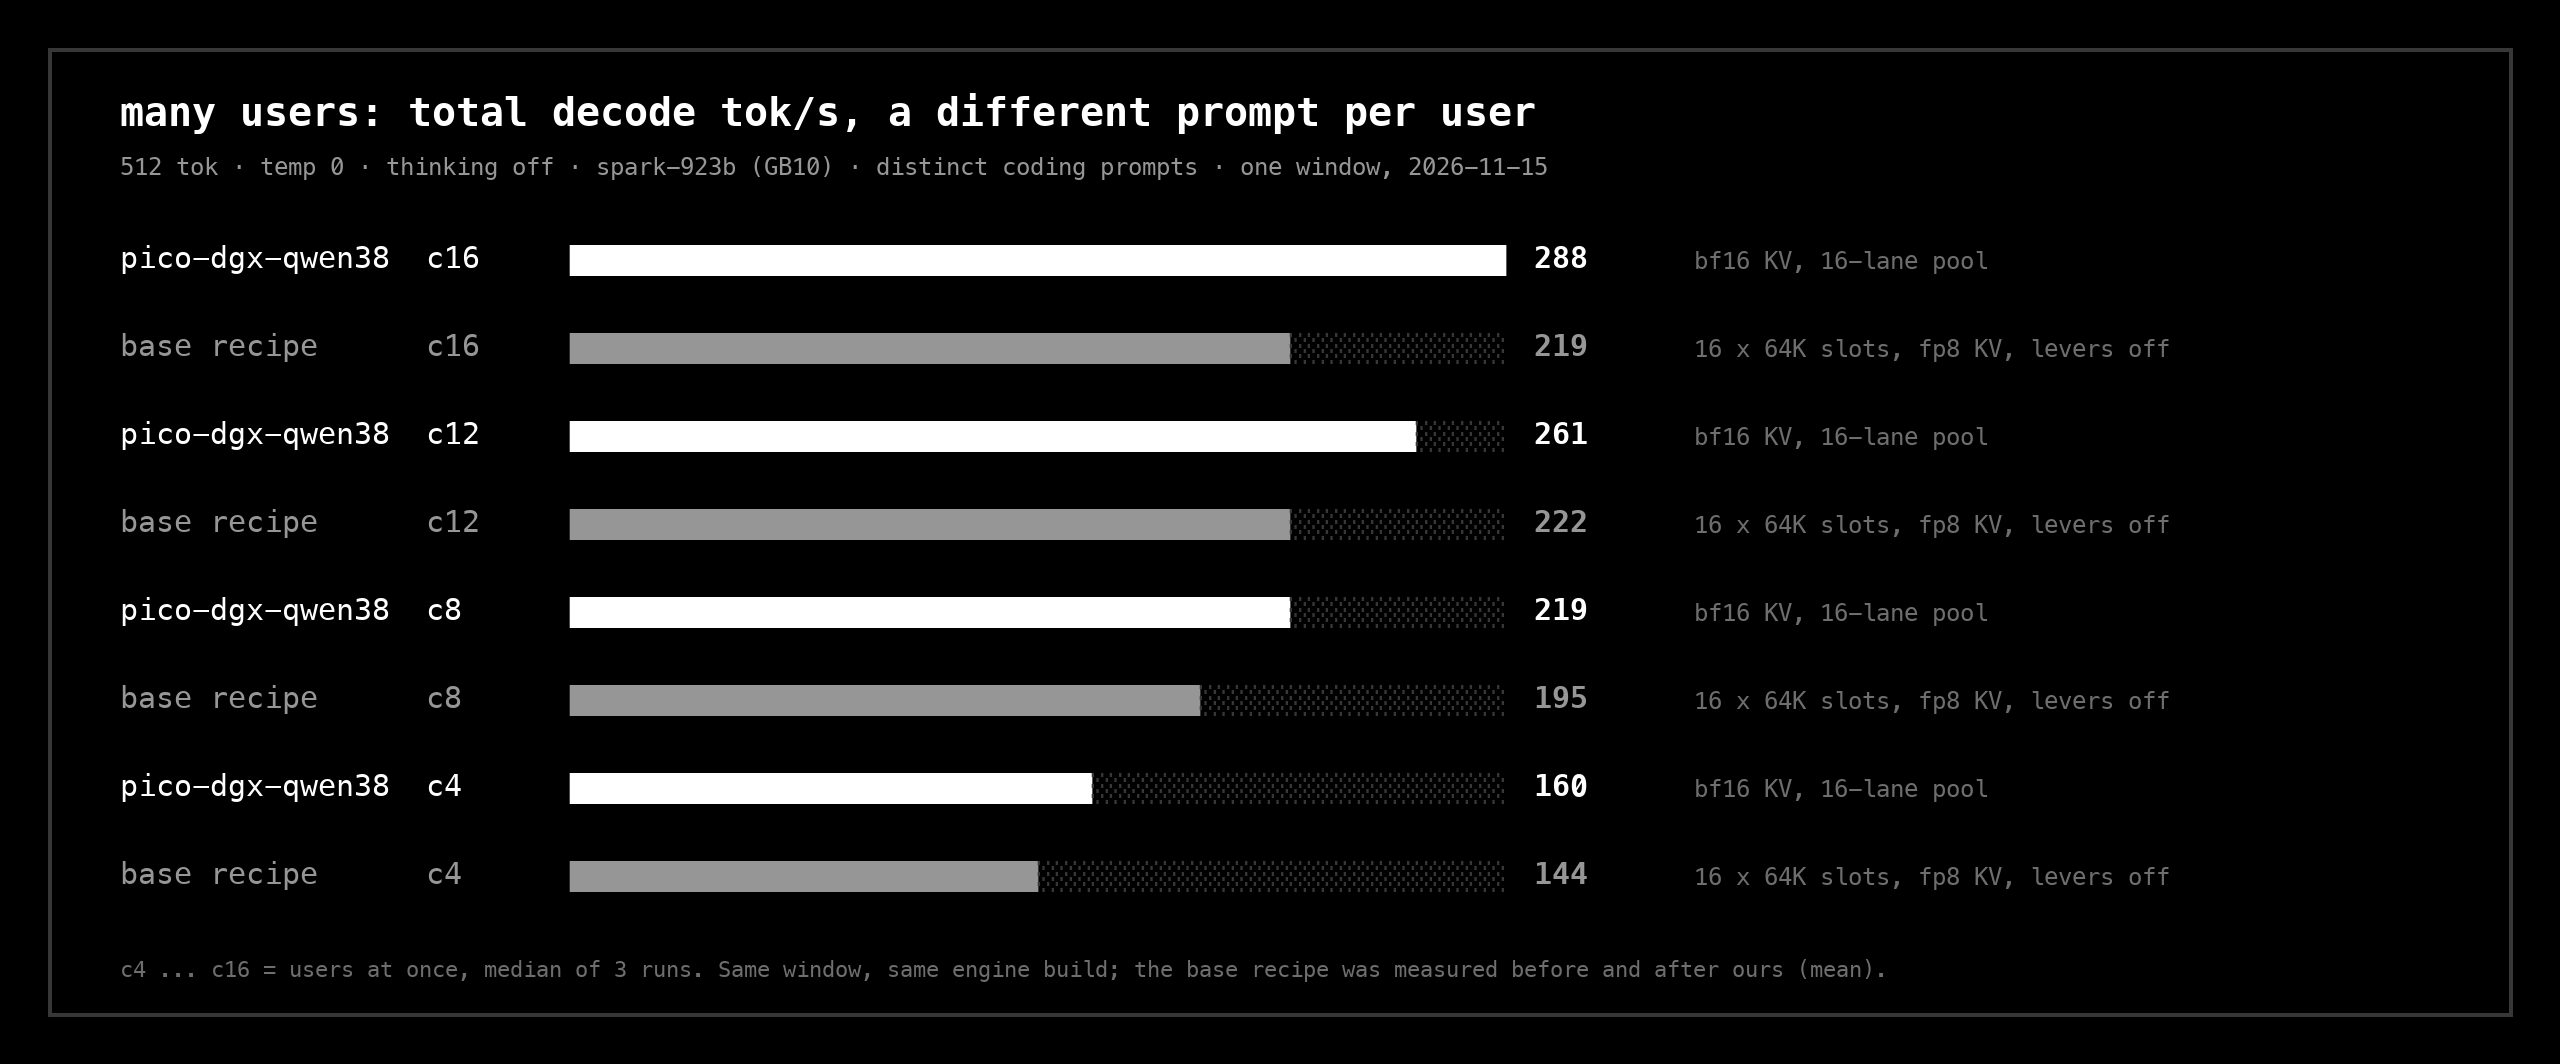 many users: total decode tok/s, a different prompt per user
512 tok · temp 0 · thinking off · spark−923b (GB10) · distinct coding prompts · one window, 2026−11−15
pico−dgx−qwen38 c16 288 bf16 KV, 16−lane pool
base recipe c16 219 16 x 64K slots, fp8 KV, levers off
pico−dgx−qwen38 c12 261 bf16 KV, 16−lane pool
base recipe c12 222 16 x 64K slots, fp8 KV, levers off
pico−dgx−qwen38 c8 219 bf16 KV, 16−lane pool
base recipe c8 195 16 x 64K slots, fp8 KV, levers off
pico−dgx−qwen38 c4 160 bf16 KV, 16−lane pool
base recipe c4 144 16 x 64K slots, fp8 KV, levers off
c4 ... c16 = users at once, median of 3 runs. Same window, same engine build; the base recipe was measured before and after ours (mean).